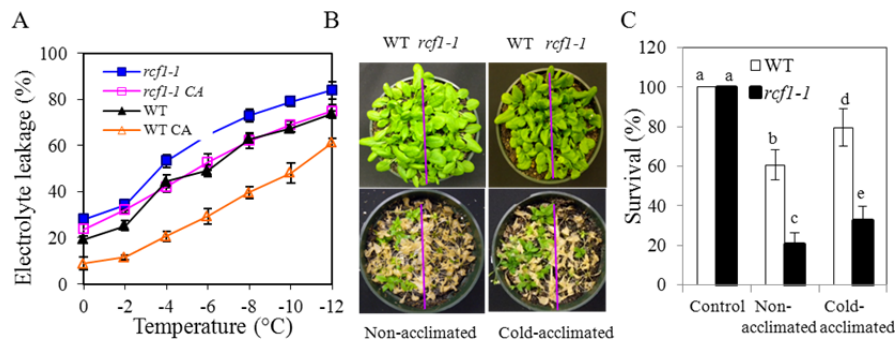 A
Electrolyte leakage (%)
100
80
60
40
20
0
rcf1-1
rcf1-1 CA
WT
WT CA
0 -2 -4 -6 -8 -10 -12
Temperature (°C)
B
WT rcf1-1 WT rcf1-1
Non-acclimated Cold-acclimated
C
Survival (%)
120
100
80
60
40
20
0
WT
rcf1-1
a a
b
c
d
e
Control Non-acclimated Cold-acclimated